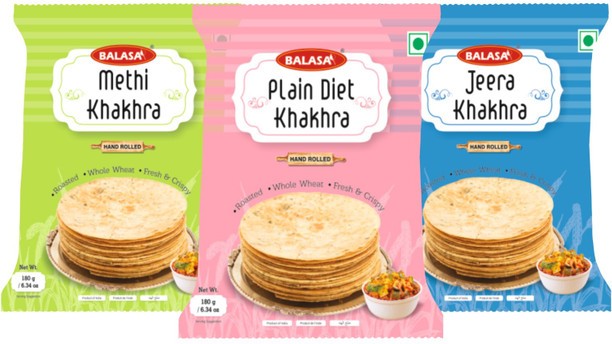 BALASA
Methi
Khakhra
HAND ROLLED
• Roasted • Whole Wheat • Fresh & Crispy
Net Wt.
180 g
/ 6.34 oz
BALASA
Plain Diet
Khakhra
HAND ROLLED
• Roasted • Whole Wheat • Fresh & Crispy
Net Wt.
180 g
/ 6.34 oz
BALASA
Jeera
Khakhra
HAND ROLLED